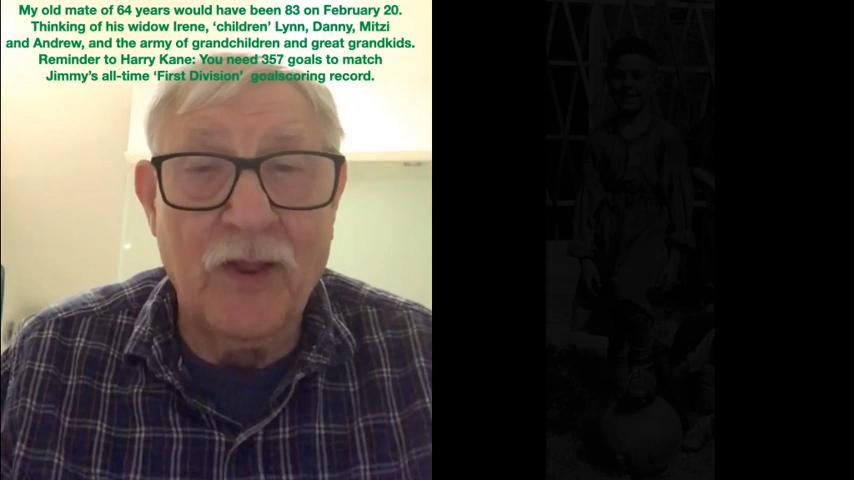 My old mate of 64 years would have been 83 on February 20.
Thinking of his widow Irene, ‘children’ Lynn, Danny, Mitzi
and Andrew, and the army of grandchildren and great grandkids.
Reminder to Harry Kane: You need 357 goals to match
Jimmy’s all-time ‘First Division’ goalscoring record.